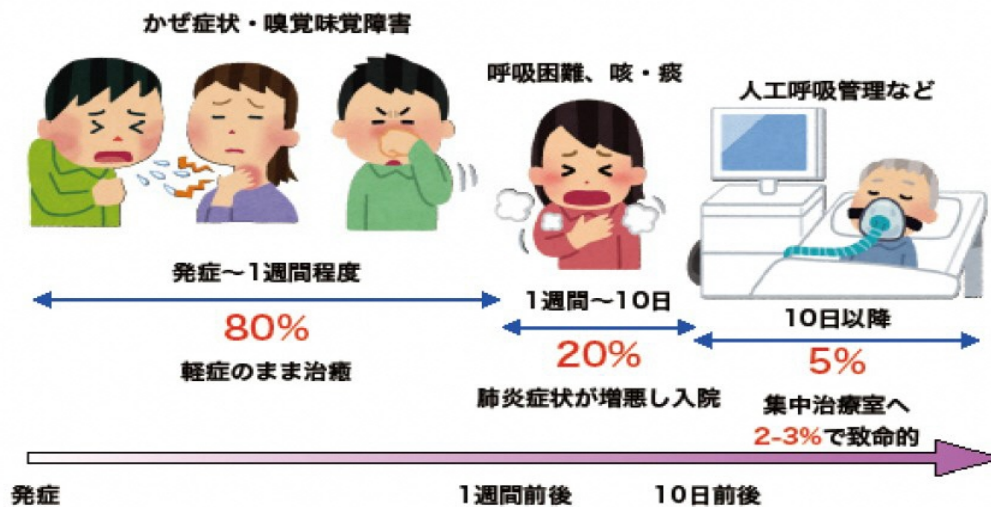 かぜ症状・嗅覚味覚障害
呼吸困難、咳・痰
人工呼吸管理など
発症〜1週間程度
80%
軽症のまま治癒
1週間〜10日
20%
肺炎症状が増悪し入院
10日以降
5%
集中治療室へ
2-3%で致命的
発症
1週間前後
10日前後